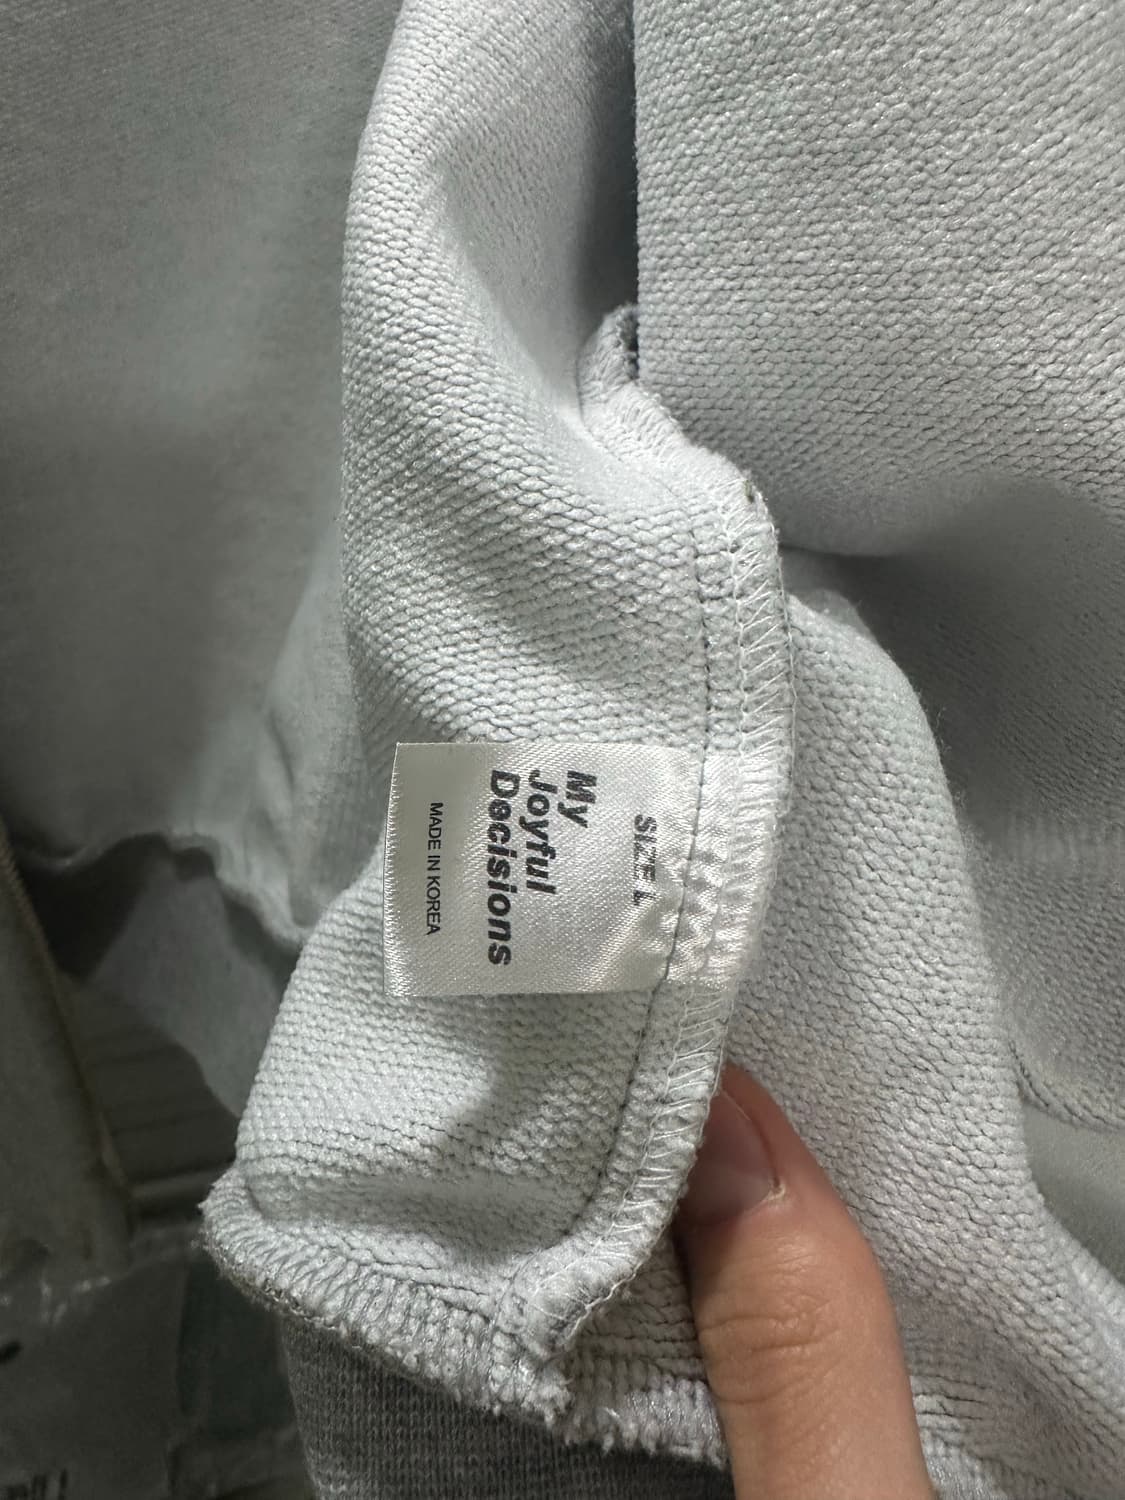 SIZE L
My
Joyful
Decisions
MADE IN KOREA